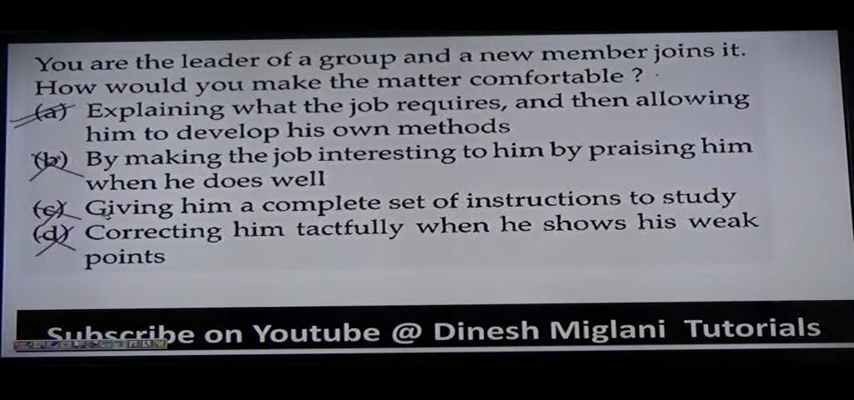 You are the leader of a group and a new member joins it.
How would you make the matter comfortable ?
(a) Explaining what the job requires, and then allowing
him to develop his own methods
(b) By making the job interesting to him by praising him
when he does well
(c) Giving him a complete set of instructions to study
(d) Correcting him tactfully when he shows his weak
points
Subscribe on Youtube @ Dinesh Miglani Tutorials